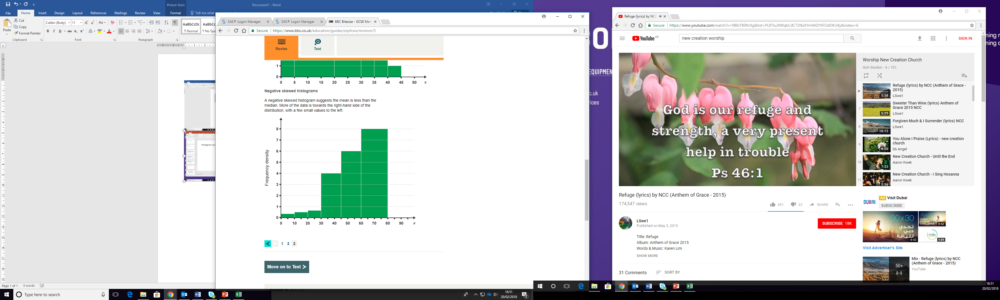 Document1 - Word
Picture Tools
File Home Insert Design Layout References Mailings Review View Format Tell me what
Paste
Cut
Copy
Format Painter
Clipboard
Calibri (Body) 11
Font
Paragraph
AaBbCcDc
¶ Normal
¶ No Spa
Page 1 of 1 0 words
Type here to search
SAS® Logon Manager
SAS® Logon Manager
BBC Bitesize - GCSE Mat
Secure https://www.bbc.co.uk/education/guides/zspfcwx/revision/3
Revise
Test
1
0
0 5 10 15 20 25 30 35 40 45 50 x
Negative skewed histograms
A negative skewed histogram suggests the mean is less than the
median. More of the data is towards the right-hand side of the
distribution, with a few small values to the left.
Frequency density
8
7
6
5
4
3
2
1
0
0 10 20 30 40 50 60 70 80 90 x
< > 1 2 3
Move on to Test >
16:51
20/02/2018
EQUIPMEN
c.uk
ices
Refuge (lyrics) by NCC
Secure https://www.youtube.com/watch?v=I9BbT90NrXg&list=PL8TIuJXWqbCdC72NzXYm9ADYtFOdDKU4y&index=6
YouTube GB
new creation worship
SIGN IN
God is our refuge and
strength, a very present
help in trouble
Ps 46:1
Refuge (lyrics) by NCC (Anthem of Grace - 2015)
174,547 views
651 22 SHARE
LSwe1
Published on May 3, 2015
SUBSCRIBE 18K
Title: Refuge
Album: Anthem of Grace 2015
Words & Music: Karen Lim
SHOW MORE
31 Comments SORT BY
Worship New Creation Church
Goh Gordon - 6 / 101
Refuge (lyrics) by NCC (Anthem of Grace -
2015)
LSwe1
5:38
7
Sweeter Than Wine (lyrics) Anthem of
Grace 2015 NCC
LSwe1
5:29
8
Forgiven Much & I Surrender (lyrics) NCC
LSwe1
10:13
9
You Alone I Praise (Lyrics) - new creation
church
bb Angel
6:00
10
New Creation Church - Until the End
Aaron Kwek
7:33
11
New Creation Church - I Sing Hosanna
Aaron Kwek
5:56
DUBAI
Ad Visit Dubai
SUBSCRIBE
30x30
تحدي
دبي
للياقة
0:42
30x30
DUBAI
FITNESS
CHALLENGE
0:42
1:01
Visit Advertiser's Site
Mix - Refuge (lyrics) by NCC
(Anthem of Grace - 2015)
YouTube
50+
16:51
20/02/2018